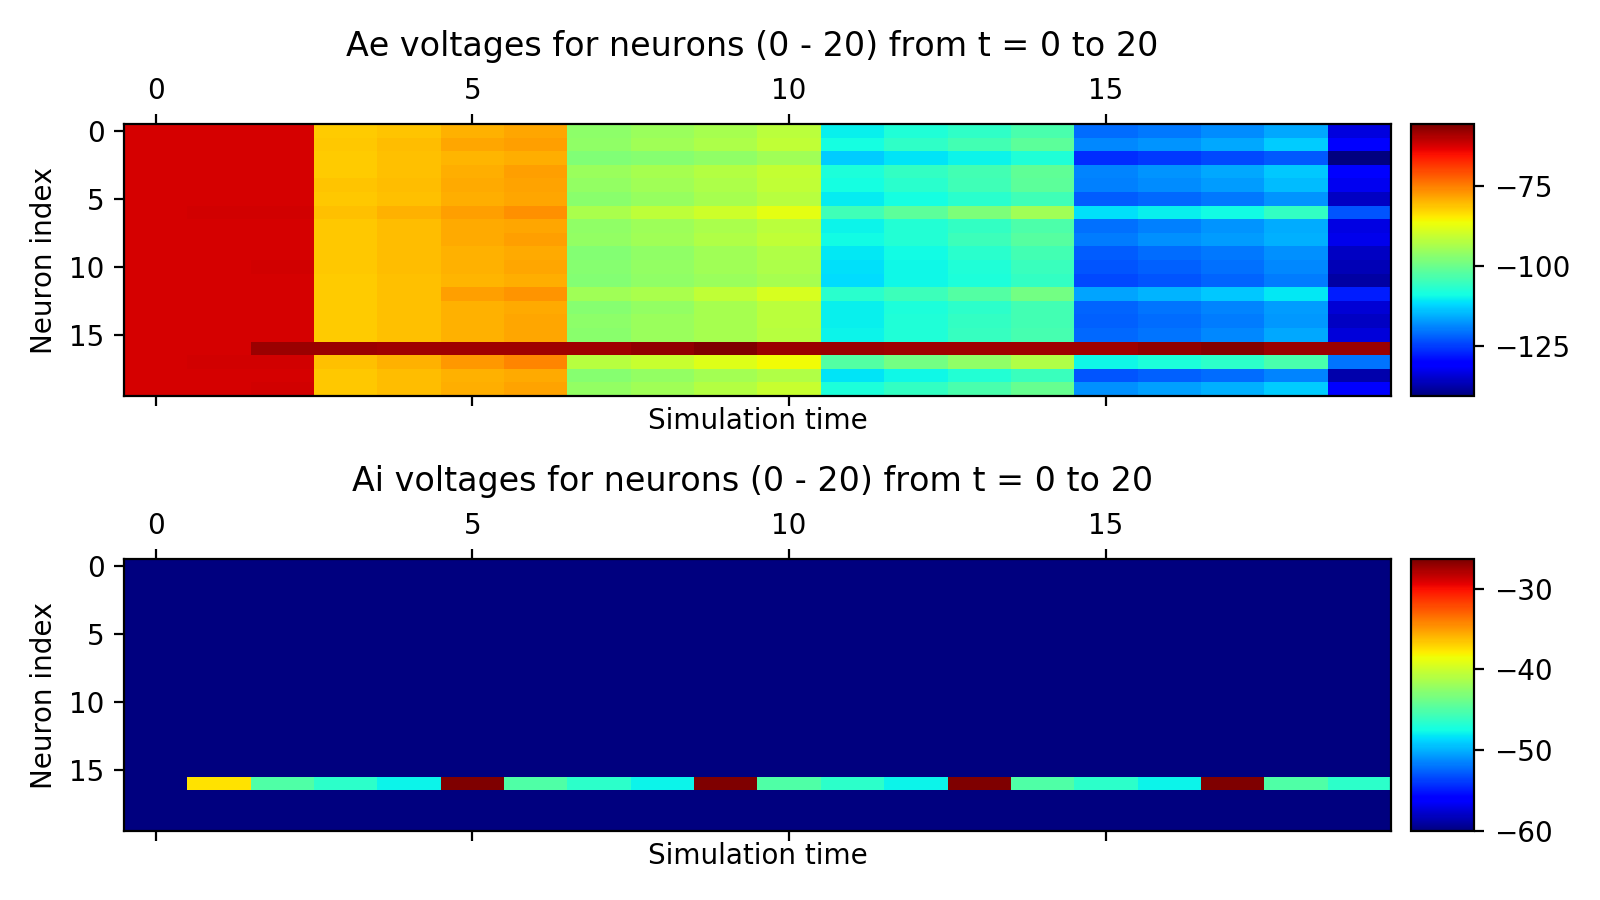 Ae voltages for neurons (0 - 20) from t = 0 to 20
0 5 10 15
Neuron index
0
5
10
15
Simulation time
−75
−100
−125
Ai voltages for neurons (0 - 20) from t = 0 to 20
0 5 10 15
Neuron index
0
5
10
15
Simulation time
−30
−40
−50
−60